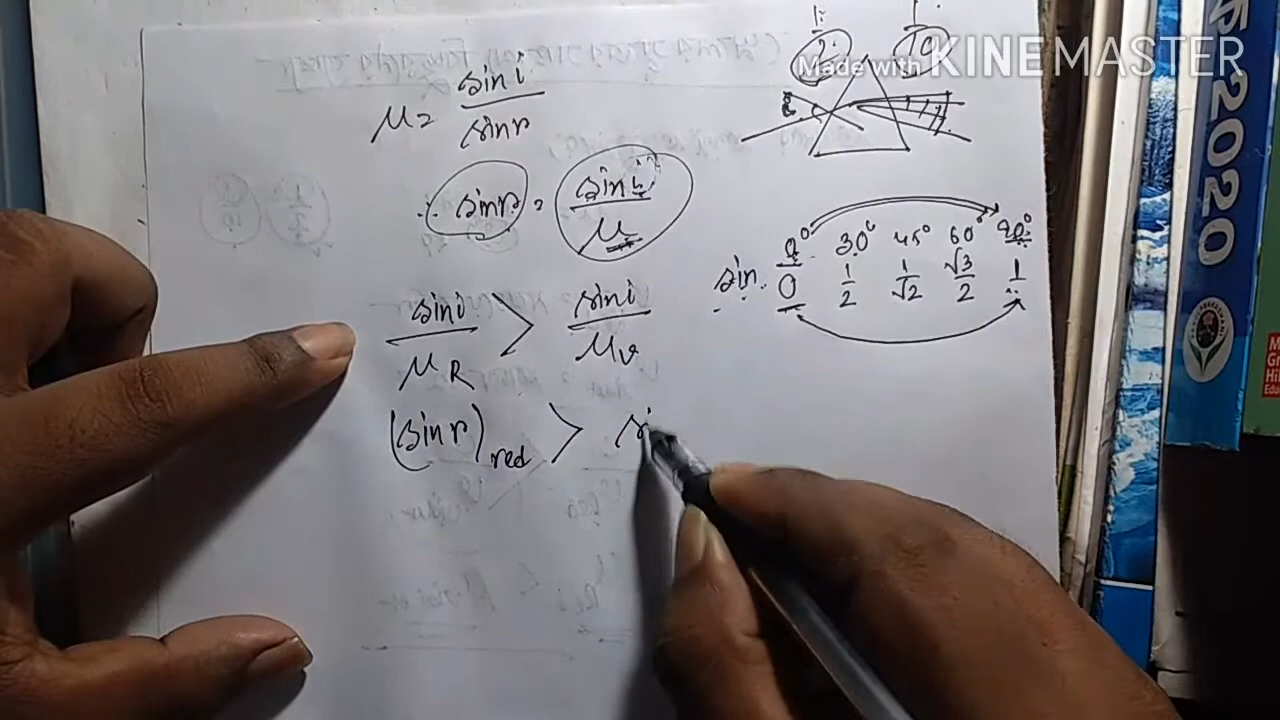 Made with KINEMASTER
μ = sin i / sin r
∴ sin r = sin i / μ
sin i / μR > sin i / μv
(sin r) red > si
0° 30° 45° 60° 90°
sin. 0 1/2 1/√2 √3/2 1
2020